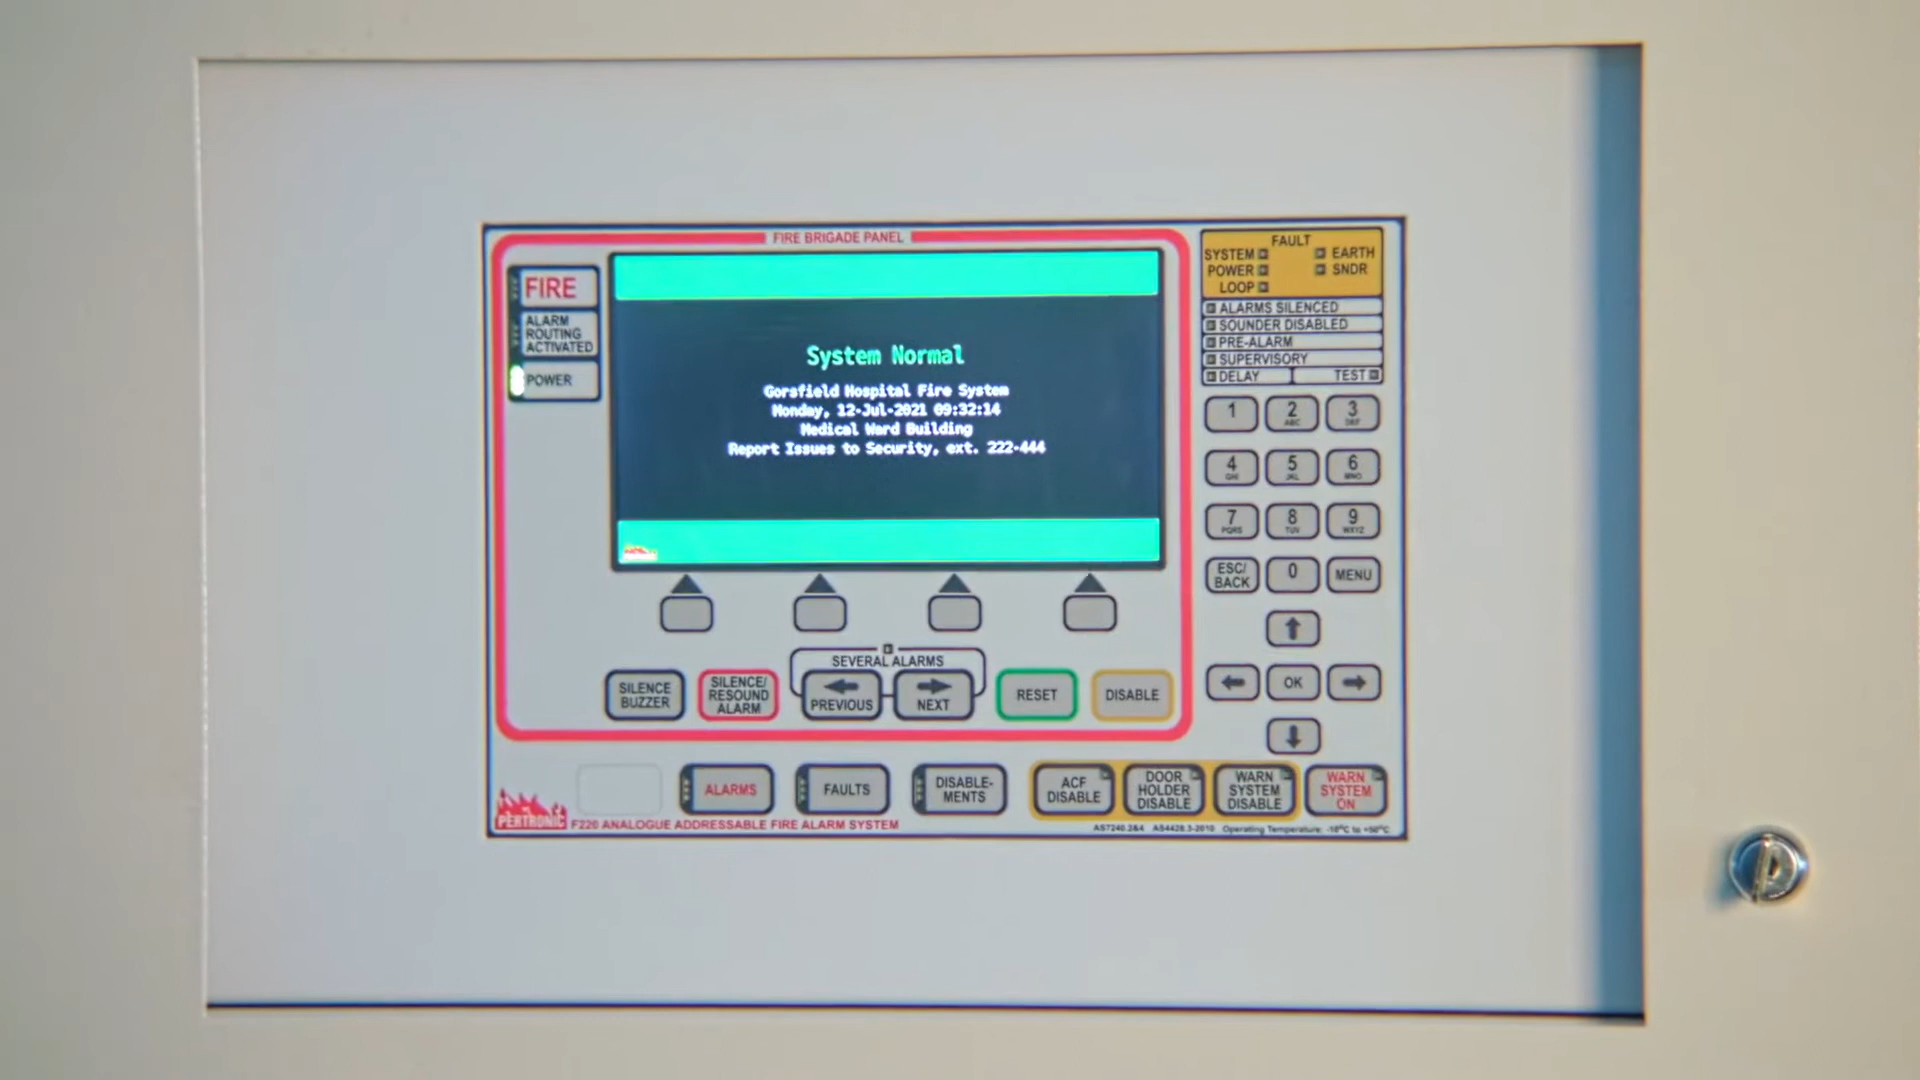 FIRE BRIGADE PANEL
FIRE
ALARM
ROUTING
ACTIVATED
POWER
System Normal
Gorsfield Hospital Fire System
Monday, 12-Jul-2021 09:32:14
Medical Ward Building
Report Issues to Security, ext. 222-444
FAULT
SYSTEM EARTH
POWER SNDR
LOOP
ALARMS SILENCED
SOUNDER DISABLED
PRE-ALARM
SUPERVISORY
DELAY TEST
1 2 3
ABC DEF
4 5 6
GHI JKL MNO
7 8 9
PQRS TUV WXYZ
ESC/
BACK
0
MENU
OK
SEVERAL ALARMS
SILENCE
BUZZER
SILENCE/
RESOUND
ALARM
PREVIOUS
NEXT
RESET
DISABLE
ALARMS
FAULTS
DISABLE-
MENTS
ACF
DISABLE
DOOR
HOLDER
DISABLE
WARN
SYSTEM
DISABLE
WARN
SYSTEM
ON
PERTRONIC
F220 ANALOGUE ADDRESSABLE FIRE ALARM SYSTEM
AS7240.2&4 AS4428.3-2010 Operating Temperature: -10°C to +50°C